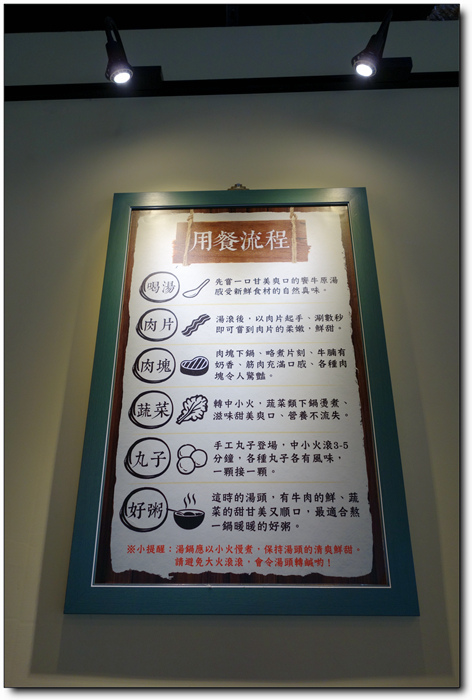 用餐流程
喝湯
先嘗一口甘美爽口的饗牛原湯
感受新鮮食材的自然真味。
肉片
湯滾後,以肉片起手、涮數秒
即可嘗到肉片的柔嫩,鮮甜。
肉塊
肉塊下鍋、略煮片刻、牛腩有
奶香、筋肉充滿口感、各種肉
塊令人驚豔。
蔬菜
轉中小火,蔬菜類下鍋燙煮、
滋味甜美爽口、營養不流失。
丸子
手工丸子登場,中小火滾3-5
分鐘,各種丸子各有風味,
一顆接一顆。
好粥
這時的湯頭,有牛肉的鮮、蔬
菜的甜甘美又順口,最適合熬
一鍋暖暖的好粥。
※小提醒:湯鍋應以小火慢煮,保持湯頭的清爽鮮甜。
請避免大火滾滾,會令湯頭轉鹹喲!